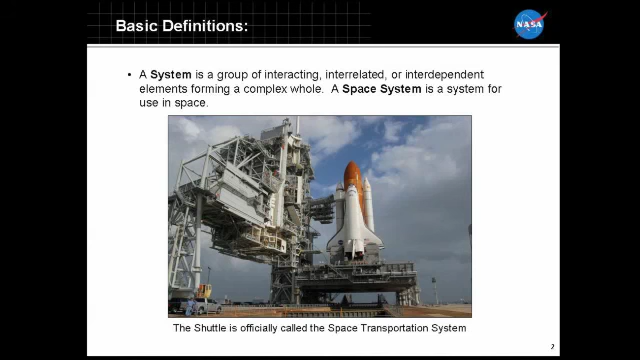 Basic Definitions:
NASA
• A System is a group of interacting, interrelated, or interdependent
elements forming a complex whole. A Space System is a system for
use in space.
The Shuttle is officially called the Space Transportation System
2